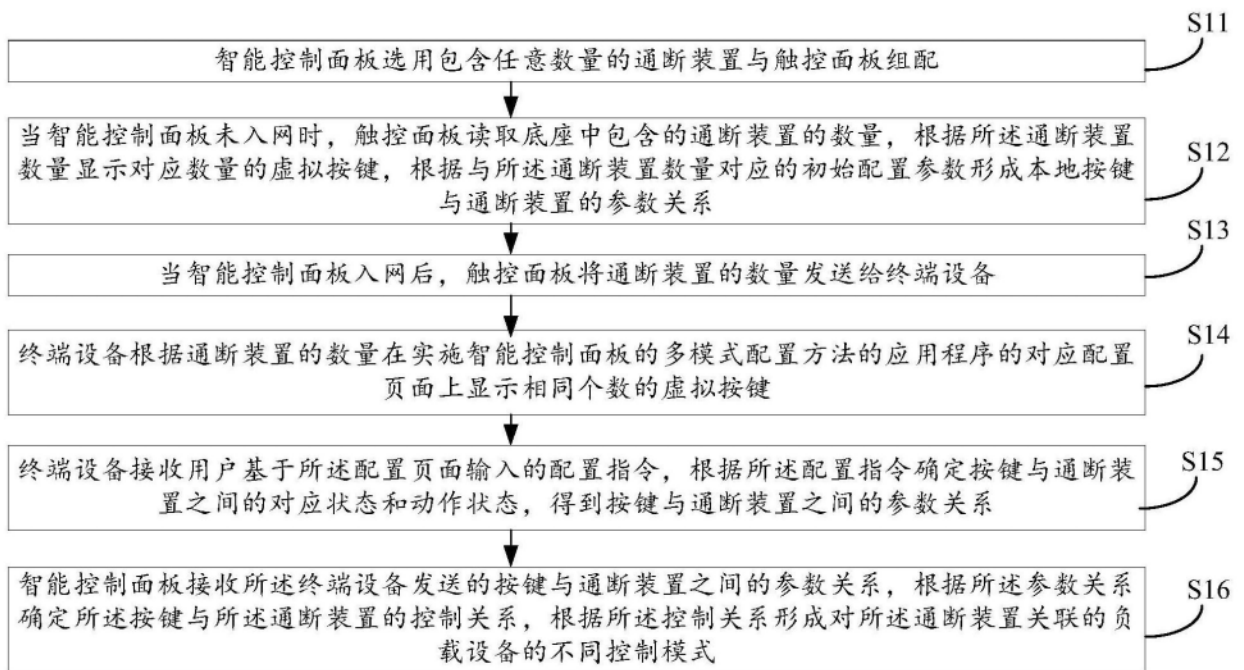 S11
智能控制面板选用包含任意数量的通断装置与触控面板组配
当智能控制面板未入网时，触控面板读取底座中包含的通断装置的数量，根据所述通断装置
数量显示对应数量的虚拟按键，根据与所述通断装置数量对应的初始配置参数形成本地按键
与通断装置的参数关系
S12
S13
当智能控制面板入网后，触控面板将通断装置的数量发送给终端设备
终端设备根据通断装置的数量在实施智能控制面板的多模式配置方法的应用程序的对应配置
页面上显示相同个数的虚拟按键
S14
终端设备接收用户基于所述配置页面输入的配置指令，根据所述配置指令确定按键与通断装
置之间的对应状态和动作状态，得到按键与通断装置之间的参数关系
S15
智能控制面板接收所述终端设备发送的按键与通断装置之间的参数关系，根据所述参数关系
确定所述按键与所述通断装置的控制关系，根据所述控制关系形成对所述通断装置关联的负
载设备的不同控制模式
S16